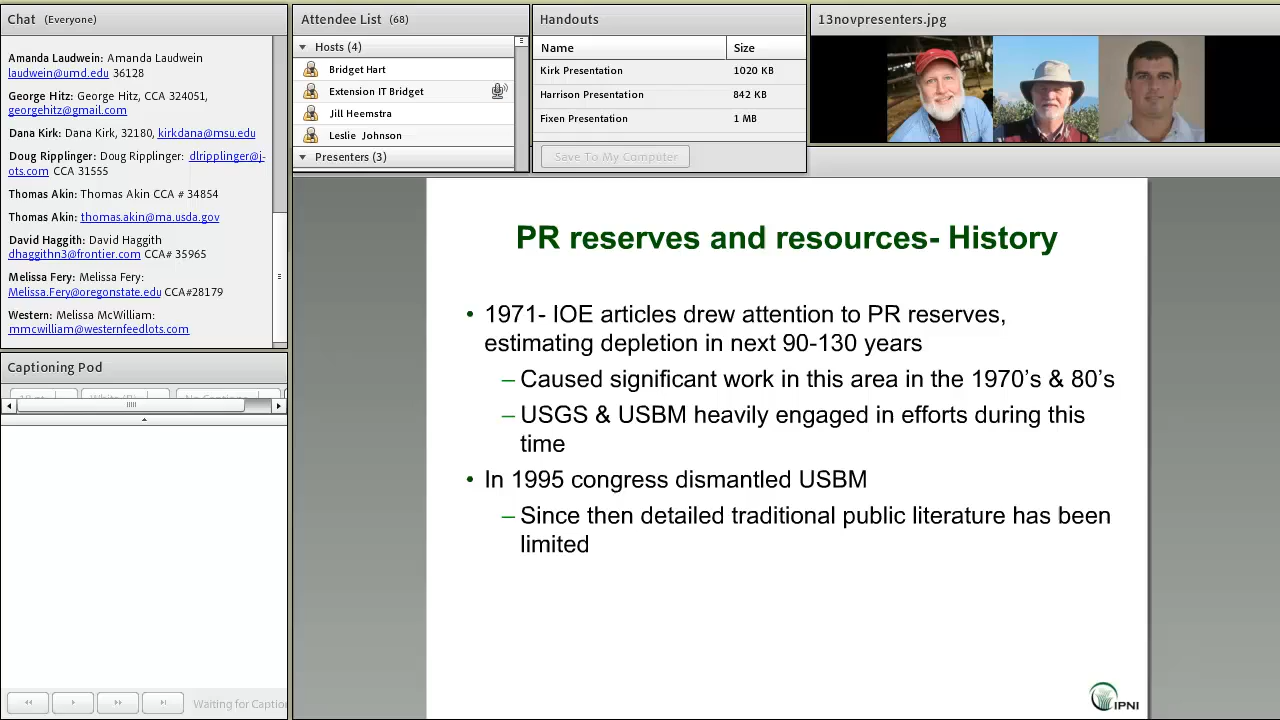 Chat (Everyone)
Amanda Laudwein: Amanda Laudwein
laudwein@umd.edu 36128
George Hitz: George Hitz, CCA 324051,
georgehitz@gmail.com
Dana Kirk: Dana Kirk, 32180, kirkdana@msu.edu
Doug Ripplinger: Doug Ripplinger: dlripplinger@j-
ots.com CCA 31555
Thomas Akin: Thomas Akin CCA # 34854
Thomas Akin: thomas.akin@ma.usda.gov
David Haggith: David Haggith
dhaggithn3@frontier.com CCA# 35965
Melissa Fery: Melissa Fery:
Melissa.Fery@oregonstate.edu CCA#28179
Western: Melissa McWilliam:
mmcwilliam@westernfeedlots.com
Captioning Pod
Waiting for Captio
Attendee List (68)
Hosts (4)
Bridget Hart
Extension IT Bridget
Jill Heemstra
Leslie Johnson
Presenters (3)
Handouts
Name Size
Kirk Presentation 1020 KB
Harrison Presentation 842 KB
Fixen Presentation 1 MB
Save To My Computer
13novpresenters.jpg
PR reserves and resources- History
• 1971- IOE articles drew attention to PR reserves,
estimating depletion in next 90-130 years
– Caused significant work in this area in the 1970's & 80's
– USGS & USBM heavily engaged in efforts during this
time
• In 1995 congress dismantled USBM
– Since then detailed traditional public literature has been
limited
IPNI